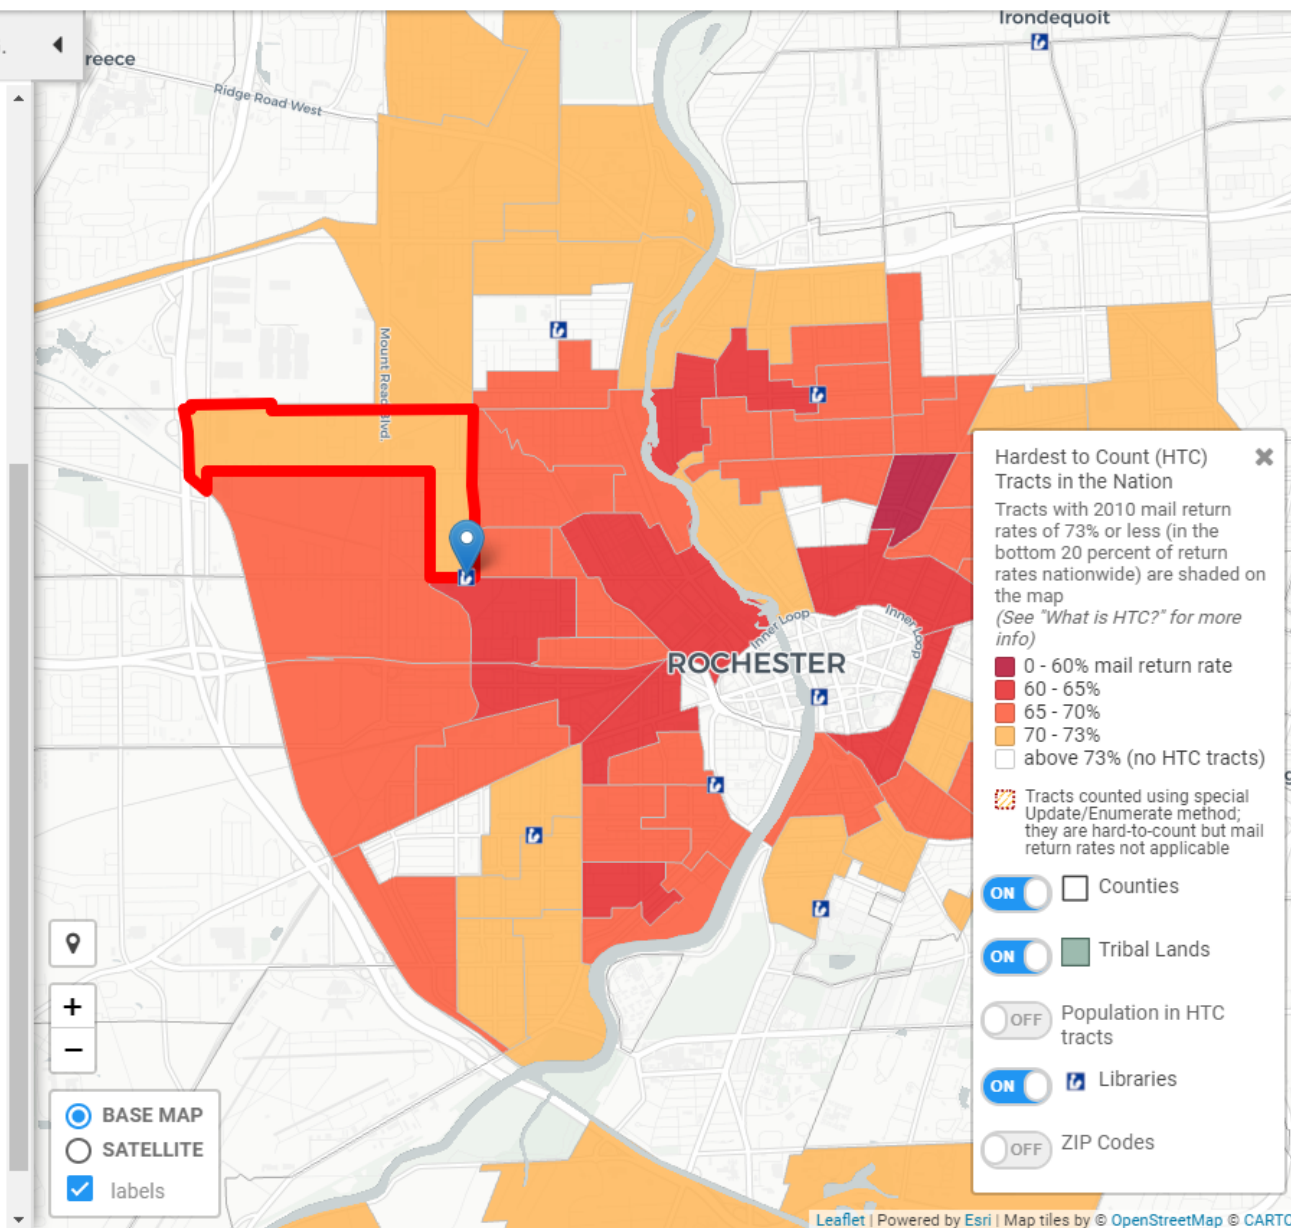 Irondequoit
reece
Ridge Road West
Mount Read Blvd.
Inner Loop
Inner Loop
ROCHESTER
Hardest to Count (HTC)
Tracts in the Nation
Tracts with 2010 mail return
rates of 73% or less (in the
bottom 20 percent of return
rates nationwide) are shaded on
the map
(See "What is HTC?" for more
info)
0 - 60% mail return rate
60 - 65%
65 - 70%
70 - 73%
above 73% (no HTC tracts)
Tracts counted using special
Update/Enumerate method;
they are hard-to-count but mail
return rates not applicable
ON Counties
ON Tribal Lands
OFF Population in HTC
tracts
ON Libraries
OFF ZIP Codes
+
−
BASE MAP
SATELLITE
labels
Leaflet | Powered by Esri | Map tiles by © OpenStreetMap © CARTO